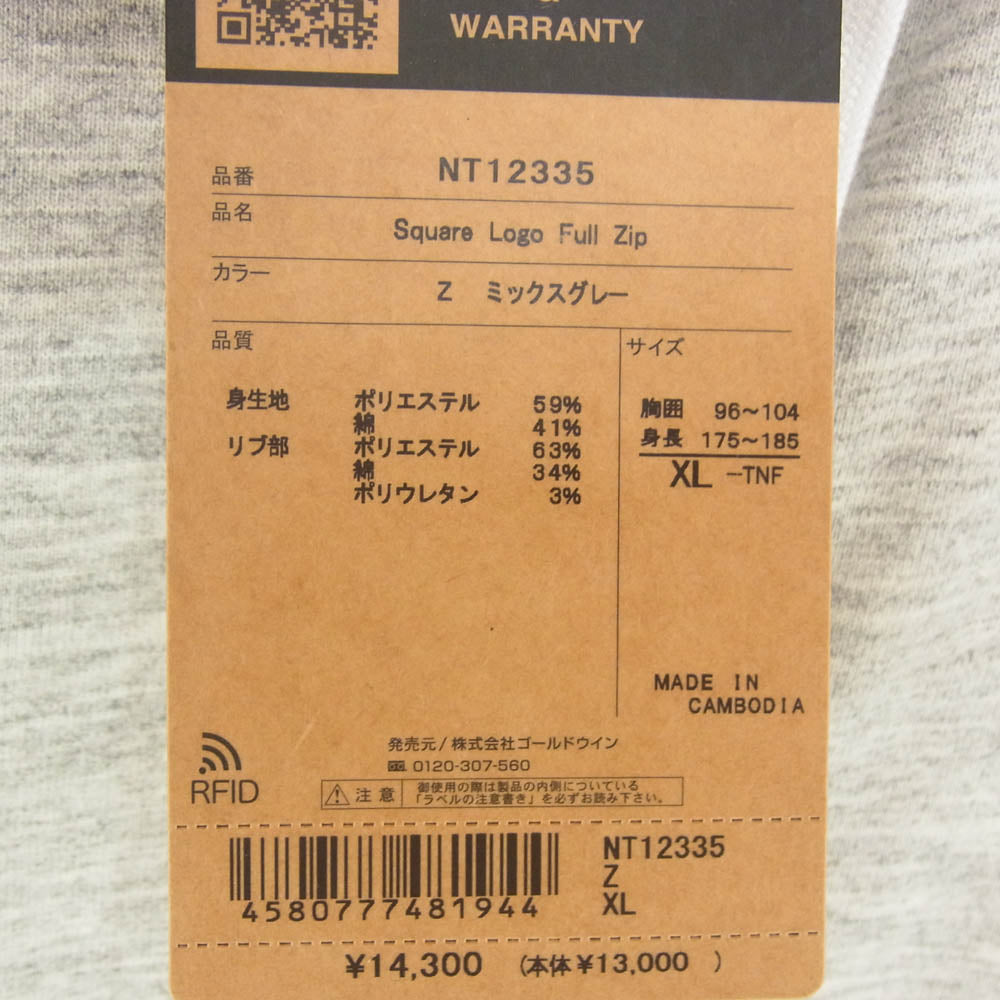 WARRANTY
品番 NT12335
品名 Square Logo Full Zip
カラー Z ミックスグレー
品質
身生地 ポリエステル 59%
綿 41%
リブ部 ポリエステル 63%
綿 34%
ポリウレタン 3%
サイズ
胸囲 96〜104
身長 175〜185
XL -TNF
MADE IN
CAMBODIA
発売元/株式会社ゴールドウイン
0120-307-560
RFID
注意 御使用の際は製品の内側についている
「ラベルの注意書き」を必ずお読み下さい。
4580777481944
NT12335
Z
XL
¥14,300 (本体¥13,000 )